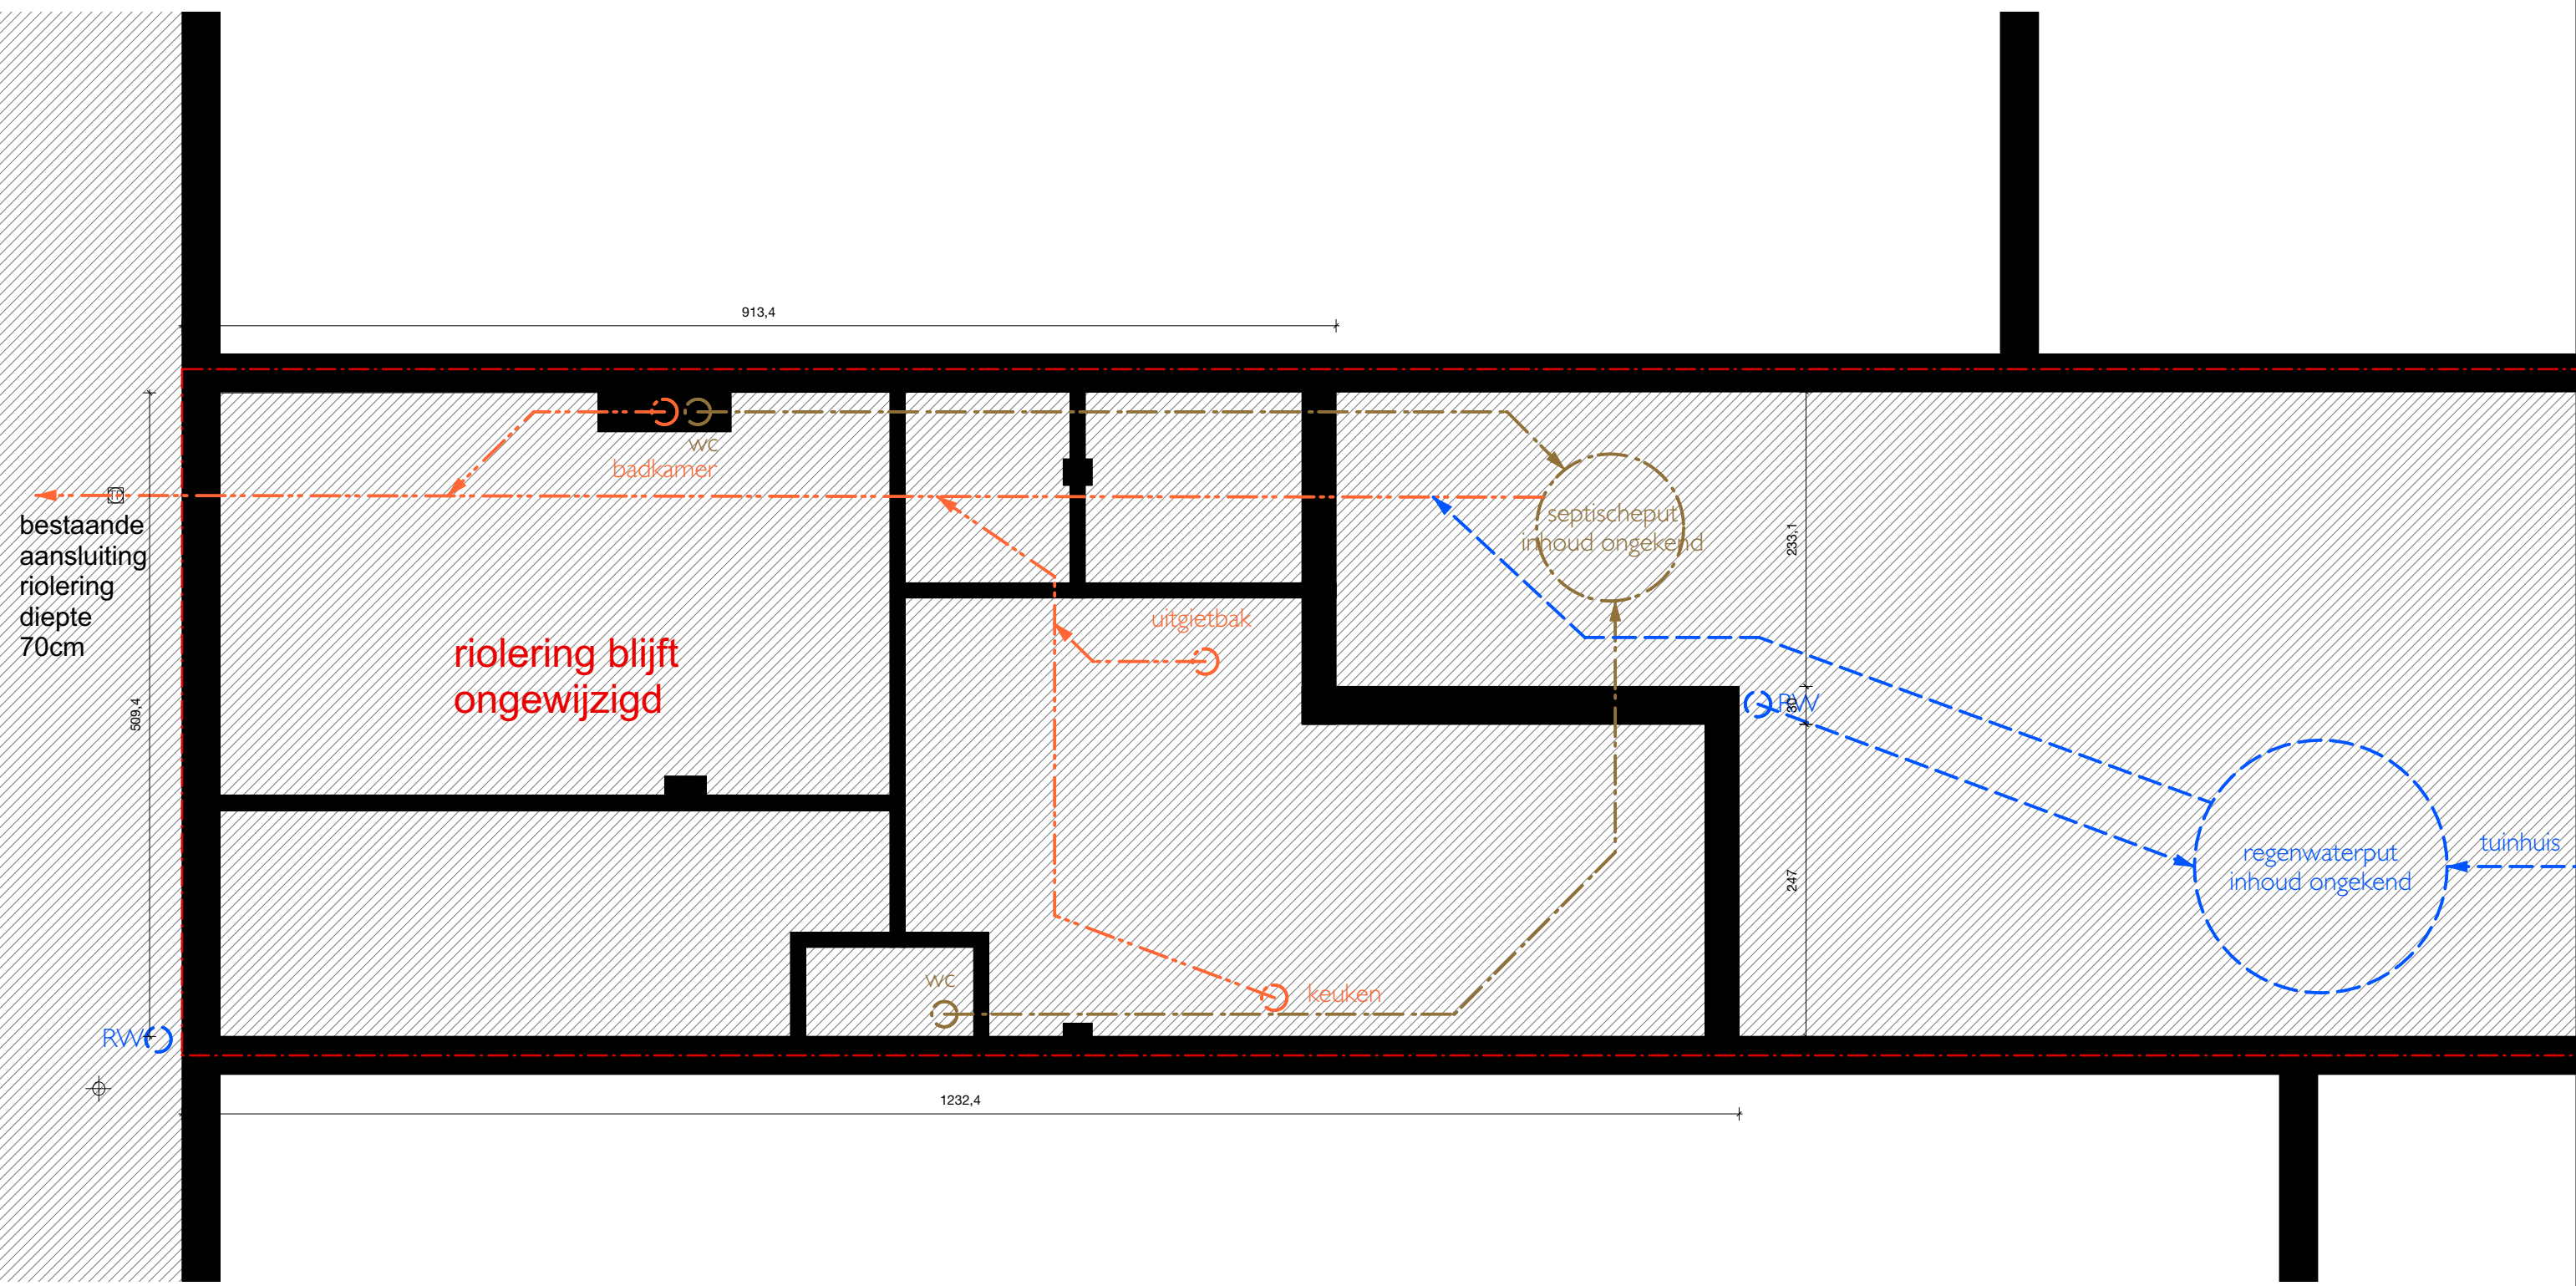 913,4
wc
badkamer
bestaande
aansluiting
riolering
diepte
70cm
septischeput
inhoud ongekend
233,1
uitgietbak
riolering blijft
ongewijzigd
509,4
RW
30
regenwaterput
inhoud ongekend
tuinhuis
247
wc
keuken
RW
1232,4